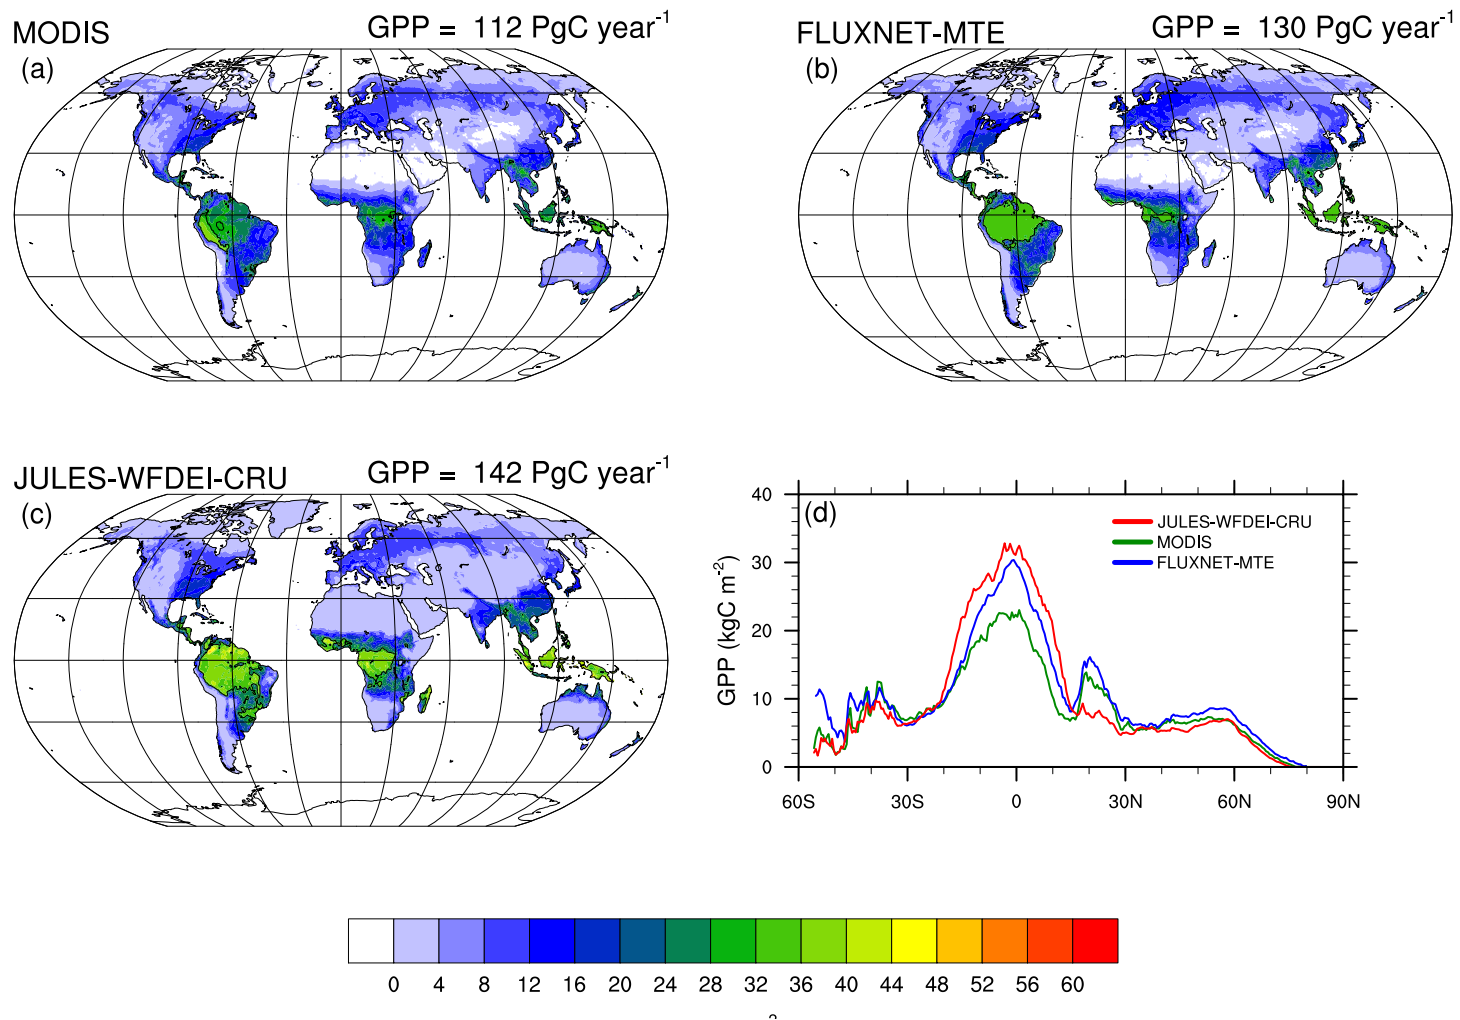 MODIS GPP = 112 PgC year-1
(a)
FLUXNET-MTE GPP = 130 PgC year-1
(b)
JULES-WFDEI-CRU GPP = 142 PgC year-1
(c)
(d)
JULES-WFDEI-CRU
MODIS
FLUXNET-MTE
GPP (kgC m-2)
40
30
20
10
0
60S 30S 0 30N 60N 90N
0 4 8 12 16 20 24 28 32 36 40 44 48 52 56 60